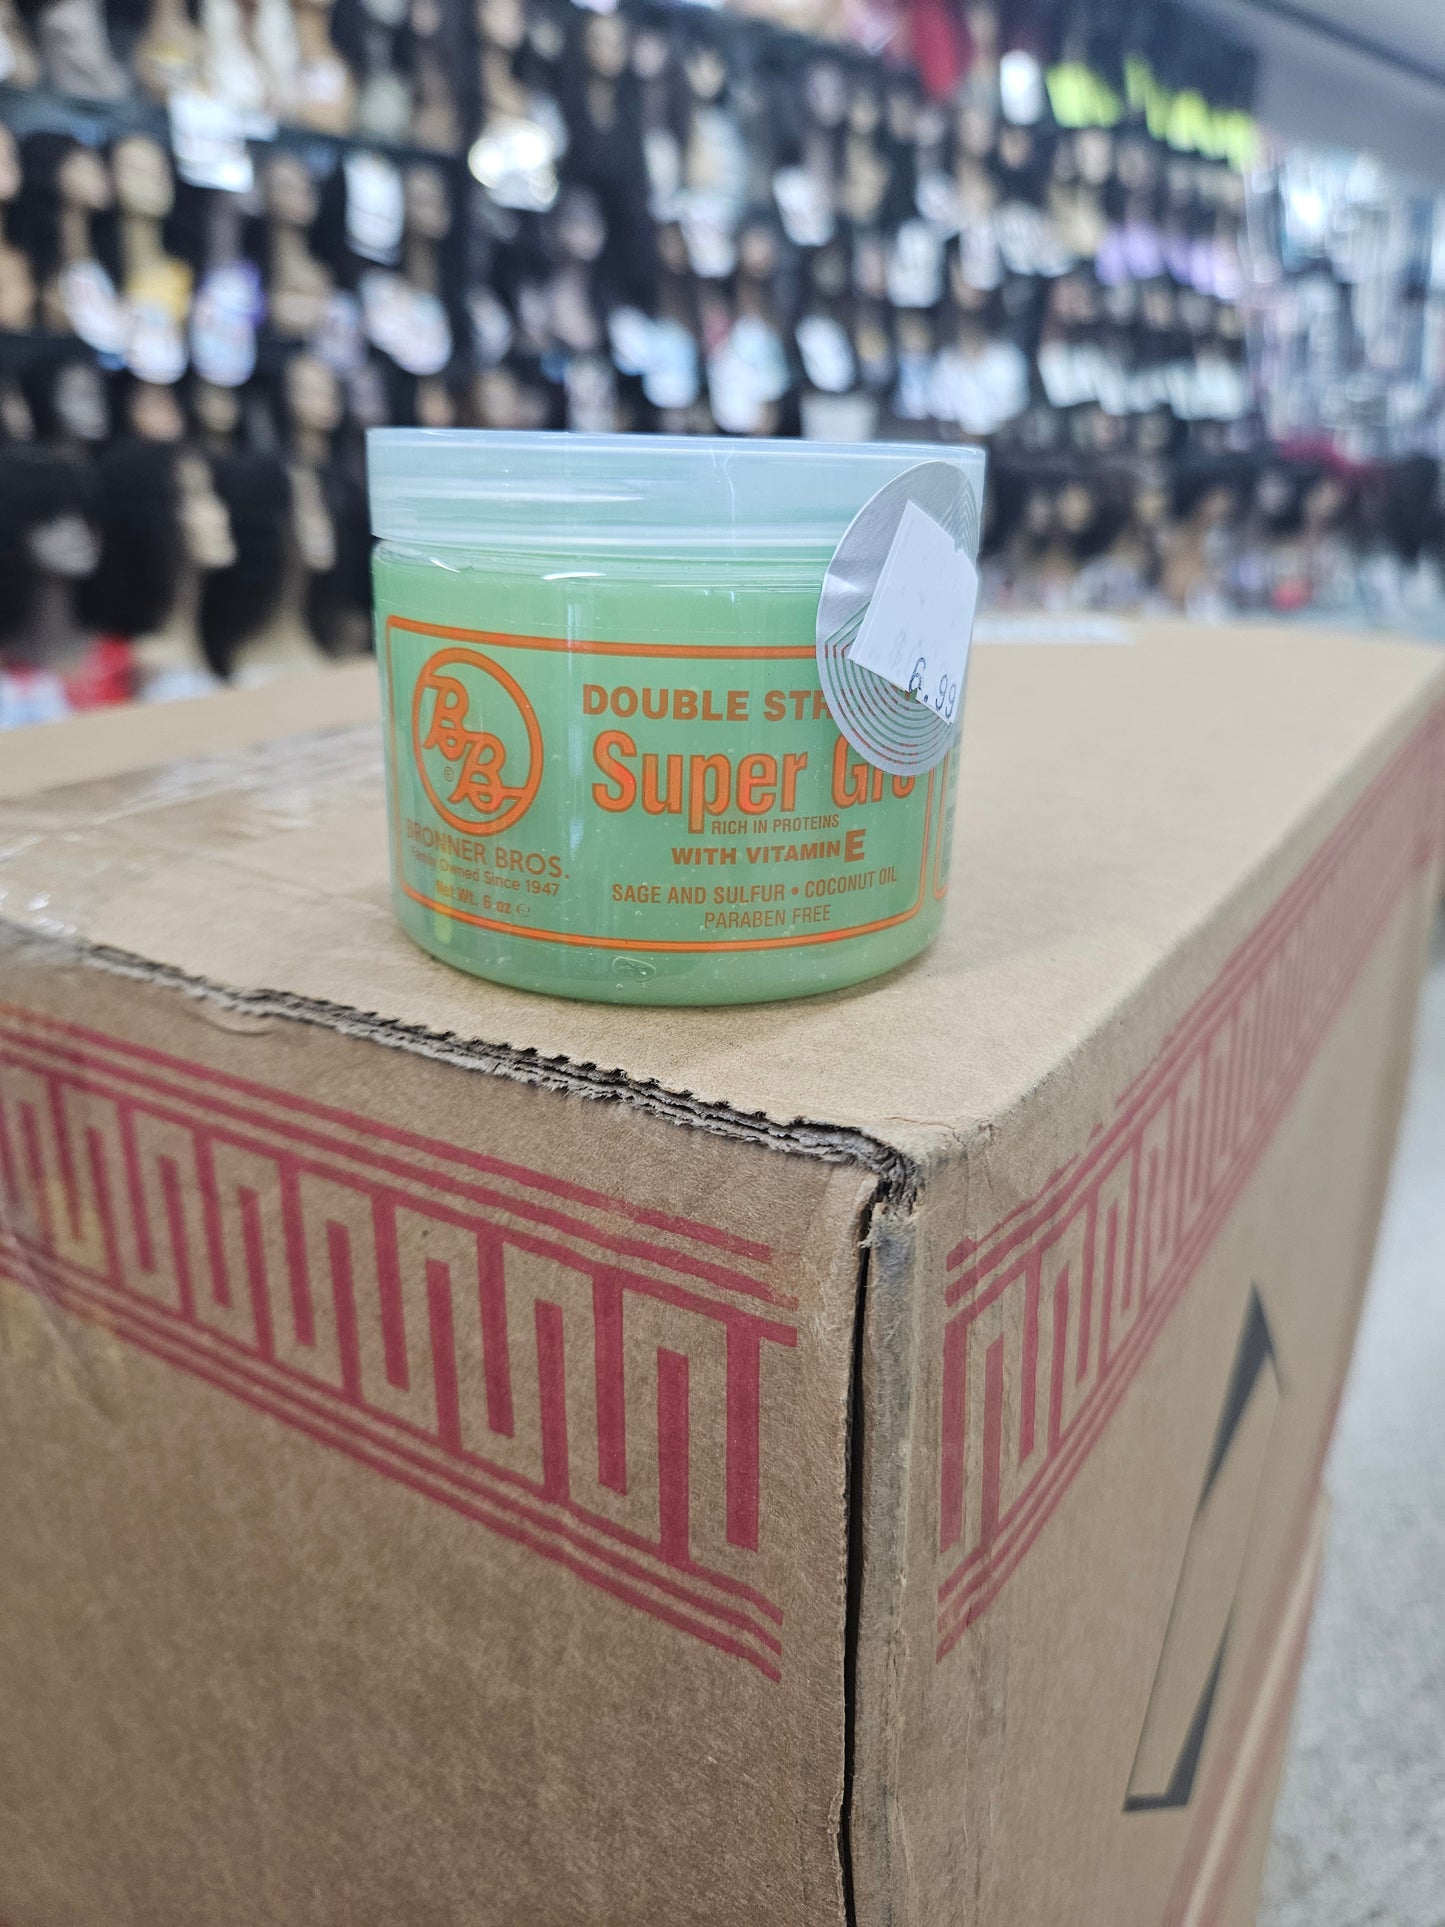 BB
®
BRONNER BROS.
Family Owned Since 1947
Net Wt. 6 oz ℮
DOUBLE STR
Super Gro
RICH IN PROTEINS
WITH VITAMIN E
SAGE AND SULFUR • COCONUT OIL
PARABEN FREE
6.99